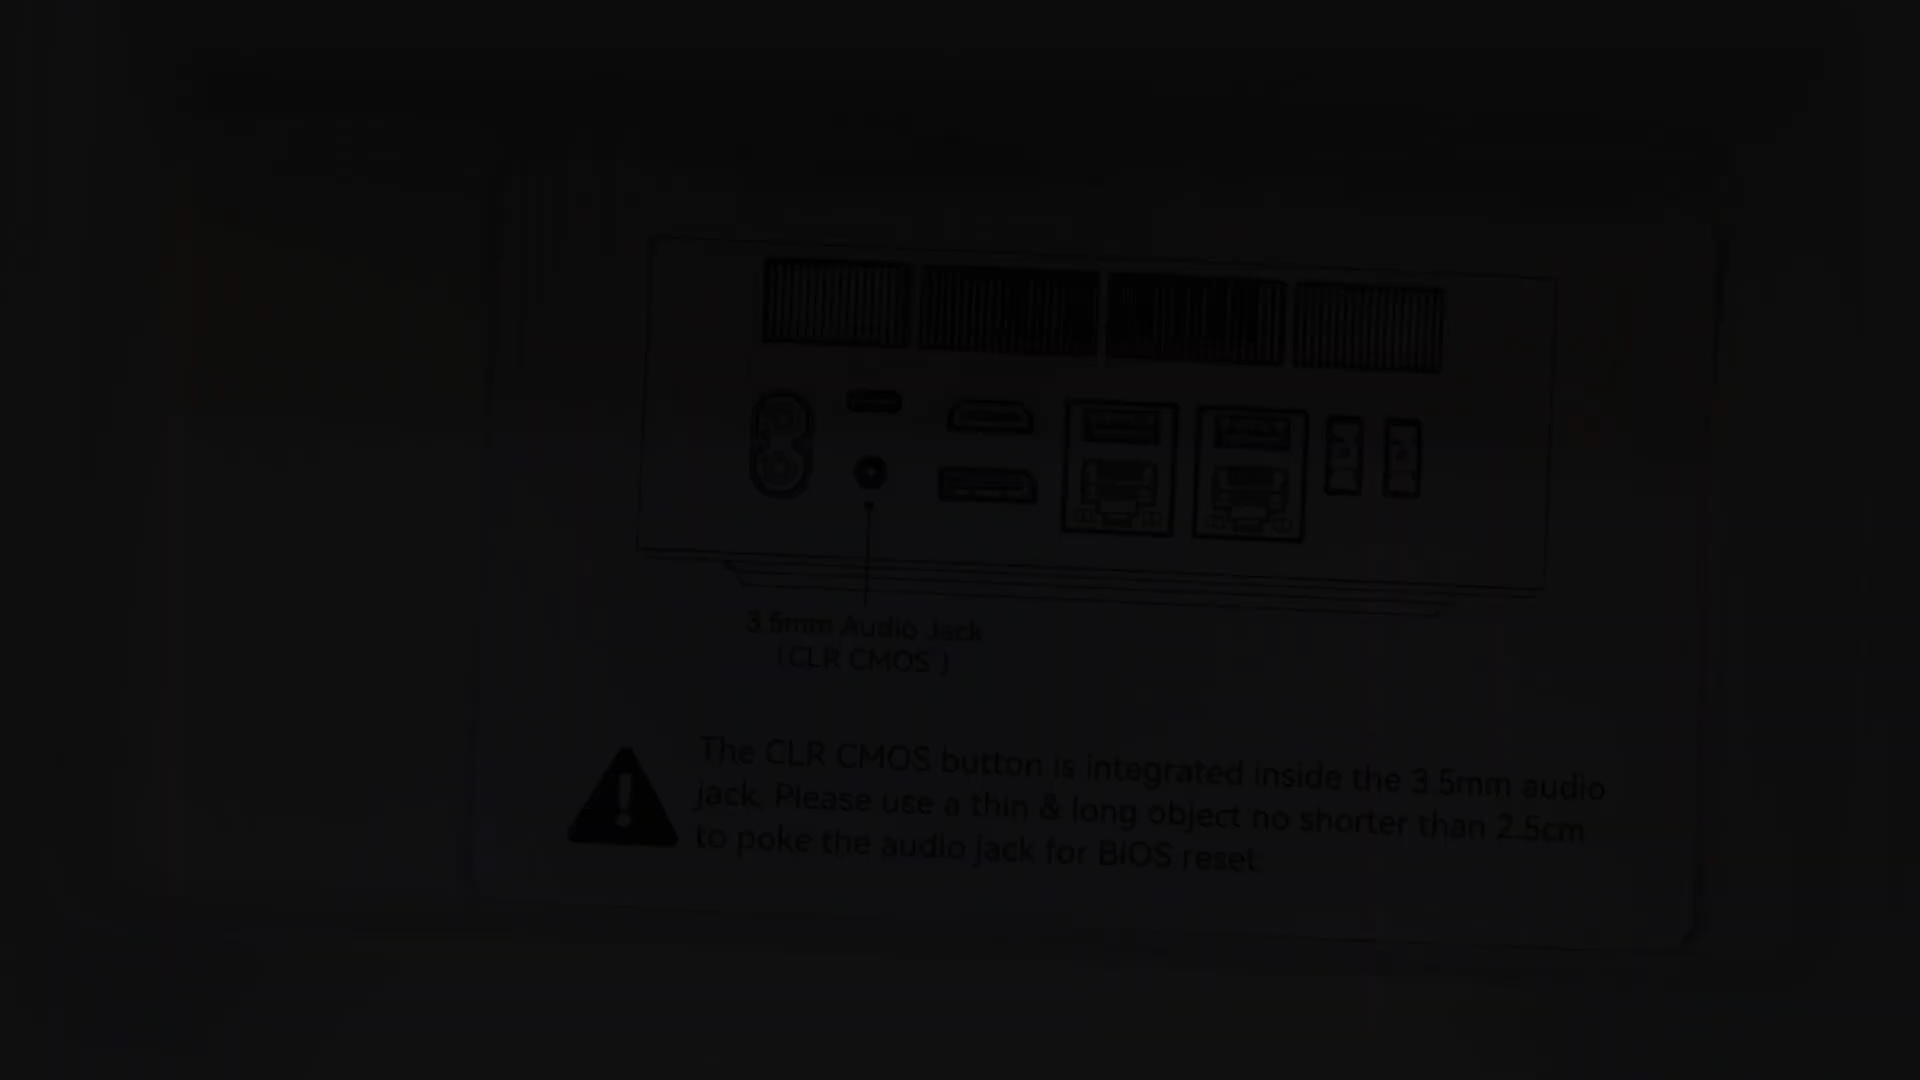 3.5mm Audio Jack
( CLR CMOS )
The CLR CMOS button is integrated inside the 3.5mm audio
jack. Please use a thin & long object no shorter than 2.5cm
to poke the audio jack for BIOS reset.